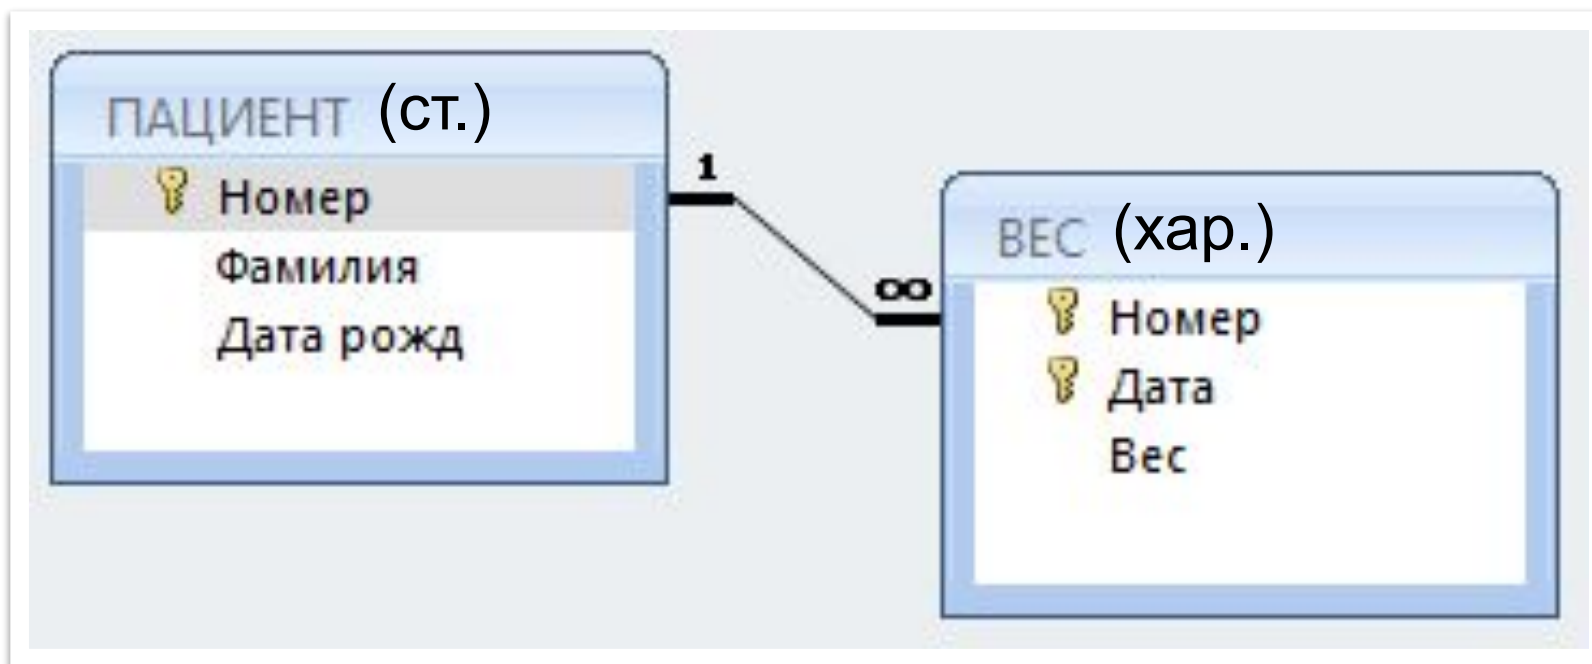 ПАЦИЕНТ (ст.)
Номер
Фамилия
Дата рожд
1
∞
ВЕС (хар.)
Номер
Дата
Вес